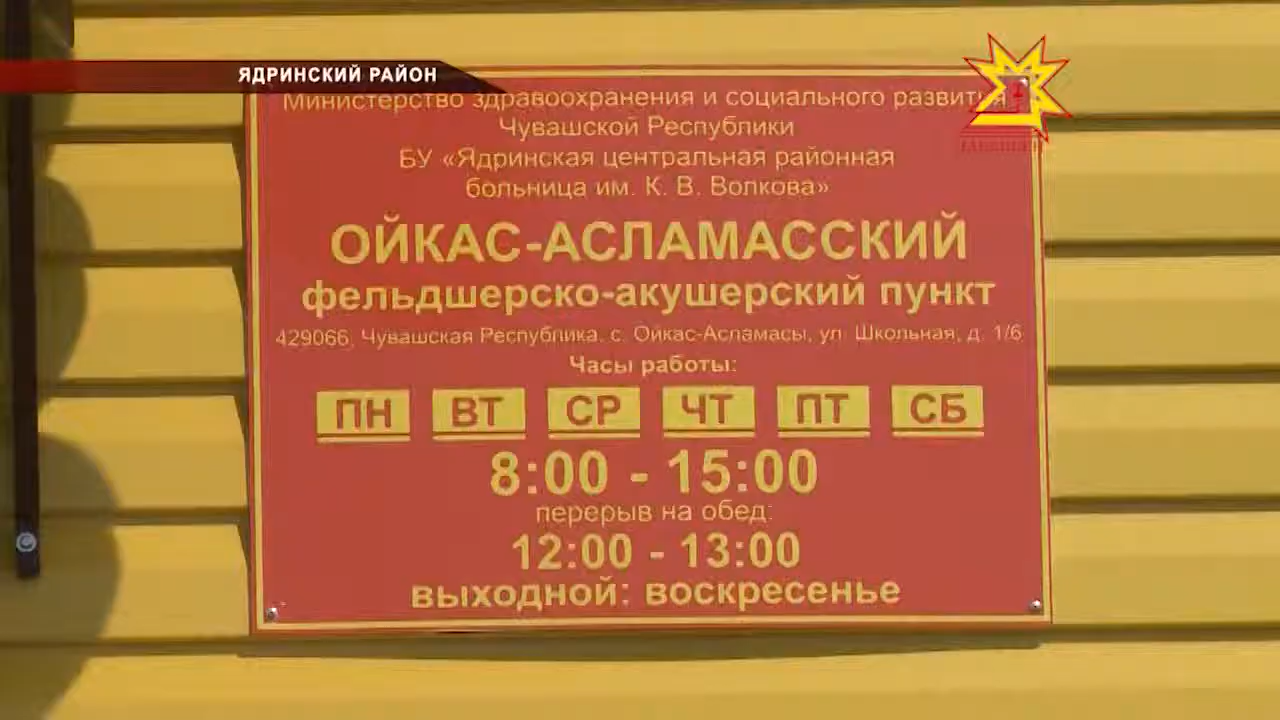 ЯДРИНСКИЙ РАЙОН
Министерство здравоохранения и социального развития
Чувашской Республики
БУ «Ядринская центральная районная
больница им. К. В. Волкова»
ОЙКАС-АСЛАМАССКИЙ
фельдшерско-акушерский пункт
429066, Чувашская Республика, с. Ойкас-Асламасы, ул. Школьная, д. 1/6
Часы работы:
ПН ВТ СР ЧТ ПТ СБ
8:00 - 15:00
перерыв на обед:
12:00 - 13:00
выходной: воскресенье